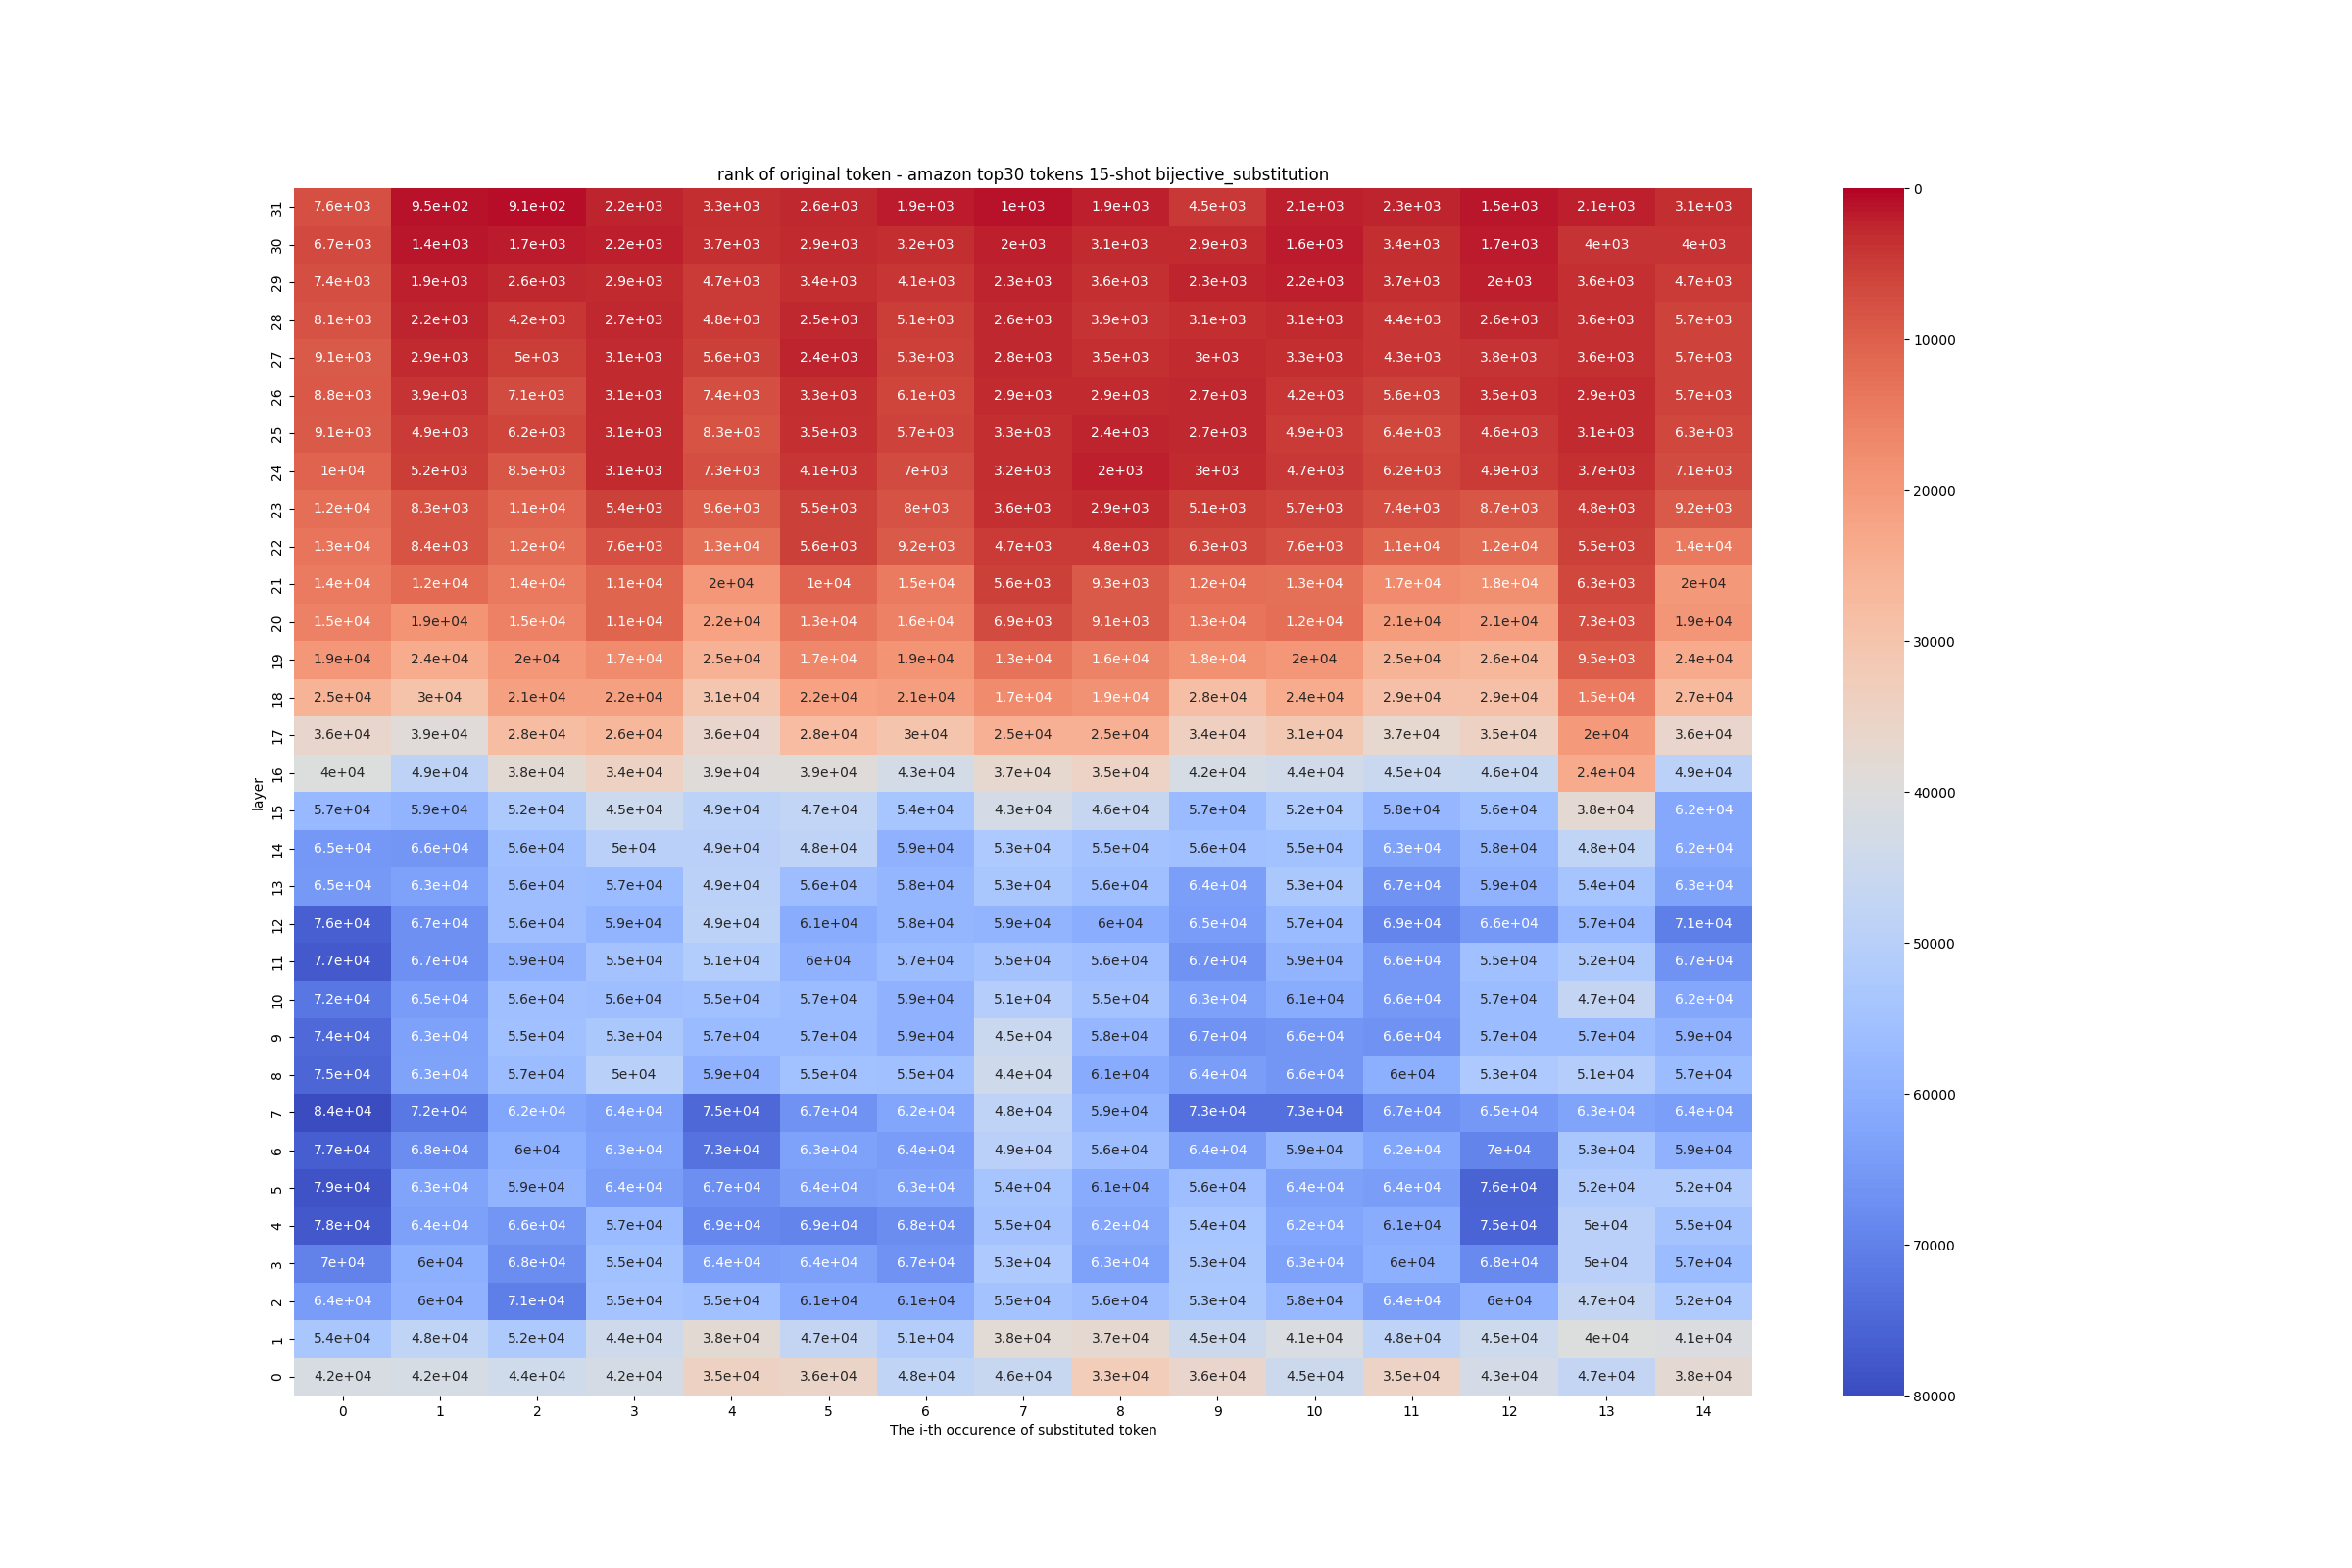 rank of original token - amazon top30 tokens 15-shot bijective_substitution
31 7.6e+03 9.5e+02 9.1e+02 2.2e+03 3.3e+03 2.6e+03 1.9e+03 1e+03 1.9e+03 4.5e+03 2.1e+03 2.3e+03 1.5e+03 2.1e+03 3.1e+03 0
30 6.7e+03 1.4e+03 1.7e+03 2.2e+03 3.7e+03 2.9e+03 3.2e+03 2e+03 3.1e+03 2.9e+03 1.6e+03 3.4e+03 1.7e+03 4e+03 4e+03
29 7.4e+03 1.9e+03 2.6e+03 2.9e+03 4.7e+03 3.4e+03 4.1e+03 2.3e+03 3.6e+03 2.3e+03 2.2e+03 3.7e+03 2e+03 3.6e+03 4.7e+03
28 8.1e+03 2.2e+03 4.2e+03 2.7e+03 4.8e+03 2.5e+03 5.1e+03 2.6e+03 3.9e+03 3.1e+03 3.1e+03 4.4e+03 2.6e+03 3.6e+03 5.7e+03
27 9.1e+03 2.9e+03 5e+03 3.1e+03 5.6e+03 2.4e+03 5.3e+03 2.8e+03 3.5e+03 3e+03 3.3e+03 4.3e+03 3.8e+03 3.6e+03 5.7e+03 10000
26 8.8e+03 3.9e+03 7.1e+03 3.1e+03 7.4e+03 3.3e+03 6.1e+03 2.9e+03 2.9e+03 2.7e+03 4.2e+03 5.6e+03 3.5e+03 2.9e+03 5.7e+03
25 9.1e+03 4.9e+03 6.2e+03 3.1e+03 8.3e+03 3.5e+03 5.7e+03 3.3e+03 2.4e+03 2.7e+03 4.9e+03 6.4e+03 4.6e+03 3.1e+03 6.3e+03
24 1e+04 5.2e+03 8.5e+03 3.1e+03 7.3e+03 4.1e+03 7e+03 3.2e+03 2e+03 3e+03 4.7e+03 6.2e+03 4.9e+03 3.7e+03 7.1e+03 20000
23 1.2e+04 8.3e+03 1.1e+04 5.4e+03 9.6e+03 5.5e+03 8e+03 3.6e+03 2.9e+03 5.1e+03 5.7e+03 7.4e+03 8.7e+03 4.8e+03 9.2e+03
22 1.3e+04 8.4e+03 1.2e+04 7.6e+03 1.3e+04 5.6e+03 9.2e+03 4.7e+03 4.8e+03 6.3e+03 7.6e+03 1.1e+04 1.2e+04 5.5e+03 1.4e+04
21 1.4e+04 1.2e+04 1.4e+04 1.1e+04 2e+04 1e+04 1.5e+04 5.6e+03 9.3e+03 1.2e+04 1.3e+04 1.7e+04 1.8e+04 6.3e+03 2e+04
20 1.5e+04 1.9e+04 1.5e+04 1.1e+04 2.2e+04 1.3e+04 1.6e+04 6.9e+03 9.1e+03 1.3e+04 1.2e+04 2.1e+04 2.1e+04 7.3e+03 1.9e+04 30000
19 1.9e+04 2.4e+04 2e+04 1.7e+04 2.5e+04 1.7e+04 1.9e+04 1.3e+04 1.6e+04 1.8e+04 2e+04 2.5e+04 2.6e+04 9.5e+03 2.4e+04
18 2.5e+04 3e+04 2.1e+04 2.2e+04 3.1e+04 2.2e+04 2.1e+04 1.7e+04 1.9e+04 2.8e+04 2.4e+04 2.9e+04 2.9e+04 1.5e+04 2.7e+04
17 3.6e+04 3.9e+04 2.8e+04 2.6e+04 3.6e+04 2.8e+04 3e+04 2.5e+04 2.5e+04 3.4e+04 3.1e+04 3.7e+04 3.5e+04 2e+04 3.6e+04
16 4e+04 4.9e+04 3.8e+04 3.4e+04 3.9e+04 3.9e+04 4.3e+04 3.7e+04 3.5e+04 4.2e+04 4.4e+04 4.5e+04 4.6e+04 2.4e+04 4.9e+04 40000
layer
15 5.7e+04 5.9e+04 5.2e+04 4.5e+04 4.9e+04 4.7e+04 5.4e+04 4.3e+04 4.6e+04 5.7e+04 5.2e+04 5.8e+04 5.6e+04 3.8e+04 6.2e+04
14 6.5e+04 6.6e+04 5.6e+04 5e+04 4.9e+04 4.8e+04 5.9e+04 5.3e+04 5.5e+04 5.6e+04 5.5e+04 6.3e+04 5.8e+04 4.8e+04 6.2e+04
13 6.5e+04 6.3e+04 5.6e+04 5.7e+04 4.9e+04 5.6e+04 5.8e+04 5.3e+04 5.6e+04 6.4e+04 5.3e+04 6.7e+04 5.9e+04 5.4e+04 6.3e+04
12 7.6e+04 6.7e+04 5.6e+04 5.9e+04 4.9e+04 6.1e+04 5.8e+04 5.9e+04 6e+04 6.5e+04 5.7e+04 6.9e+04 6.6e+04 5.7e+04 7.1e+04 50000
11 7.7e+04 6.7e+04 5.9e+04 5.5e+04 5.1e+04 6e+04 5.7e+04 5.5e+04 5.6e+04 6.7e+04 5.9e+04 6.6e+04 5.5e+04 5.2e+04 6.7e+04
10 7.2e+04 6.5e+04 5.6e+04 5.6e+04 5.5e+04 5.7e+04 5.9e+04 5.1e+04 5.5e+04 6.3e+04 6.1e+04 6.6e+04 5.7e+04 4.7e+04 6.2e+04
9 7.4e+04 6.3e+04 5.5e+04 5.3e+04 5.7e+04 5.7e+04 5.9e+04 4.5e+04 5.8e+04 6.7e+04 6.6e+04 6.6e+04 5.7e+04 5.7e+04 5.9e+04
8 7.5e+04 6.3e+04 5.7e+04 5e+04 5.9e+04 5.5e+04 5.5e+04 4.4e+04 6.1e+04 6.4e+04 6.6e+04 6e+04 5.3e+04 5.1e+04 5.7e+04 60000
7 8.4e+04 7.2e+04 6.2e+04 6.4e+04 7.5e+04 6.7e+04 6.2e+04 4.8e+04 5.9e+04 7.3e+04 7.3e+04 6.7e+04 6.5e+04 6.3e+04 6.4e+04
6 7.7e+04 6.8e+04 6e+04 6.3e+04 7.3e+04 6.3e+04 6.4e+04 4.9e+04 5.6e+04 6.4e+04 5.9e+04 6.2e+04 7e+04 5.3e+04 5.9e+04
5 7.9e+04 6.3e+04 5.9e+04 6.4e+04 6.7e+04 6.4e+04 6.3e+04 5.4e+04 6.1e+04 5.6e+04 6.4e+04 6.4e+04 7.6e+04 5.2e+04 5.2e+04
4 7.8e+04 6.4e+04 6.6e+04 5.7e+04 6.9e+04 6.9e+04 6.8e+04 5.5e+04 6.2e+04 5.4e+04 6.2e+04 6.1e+04 7.5e+04 5e+04 5.5e+04 70000
3 7e+04 6e+04 6.8e+04 5.5e+04 6.4e+04 6.4e+04 6.7e+04 5.3e+04 6.3e+04 5.3e+04 6.3e+04 6e+04 6.8e+04 5e+04 5.7e+04
2 6.4e+04 6e+04 7.1e+04 5.5e+04 5.5e+04 6.1e+04 6.1e+04 5.5e+04 5.6e+04 5.3e+04 5.8e+04 6.4e+04 6e+04 4.7e+04 5.2e+04
1 5.4e+04 4.8e+04 5.2e+04 4.4e+04 3.8e+04 4.7e+04 5.1e+04 3.8e+04 3.7e+04 4.5e+04 4.1e+04 4.8e+04 4.5e+04 4e+04 4.1e+04
0 4.2e+04 4.2e+04 4.4e+04 4.2e+04 3.5e+04 3.6e+04 4.8e+04 4.6e+04 3.3e+04 3.6e+04 4.5e+04 3.5e+04 4.3e+04 4.7e+04 3.8e+04 80000
0 1 2 3 4 5 6 7 8 9 10 11 12 13 14
The i-th occurence of substituted token